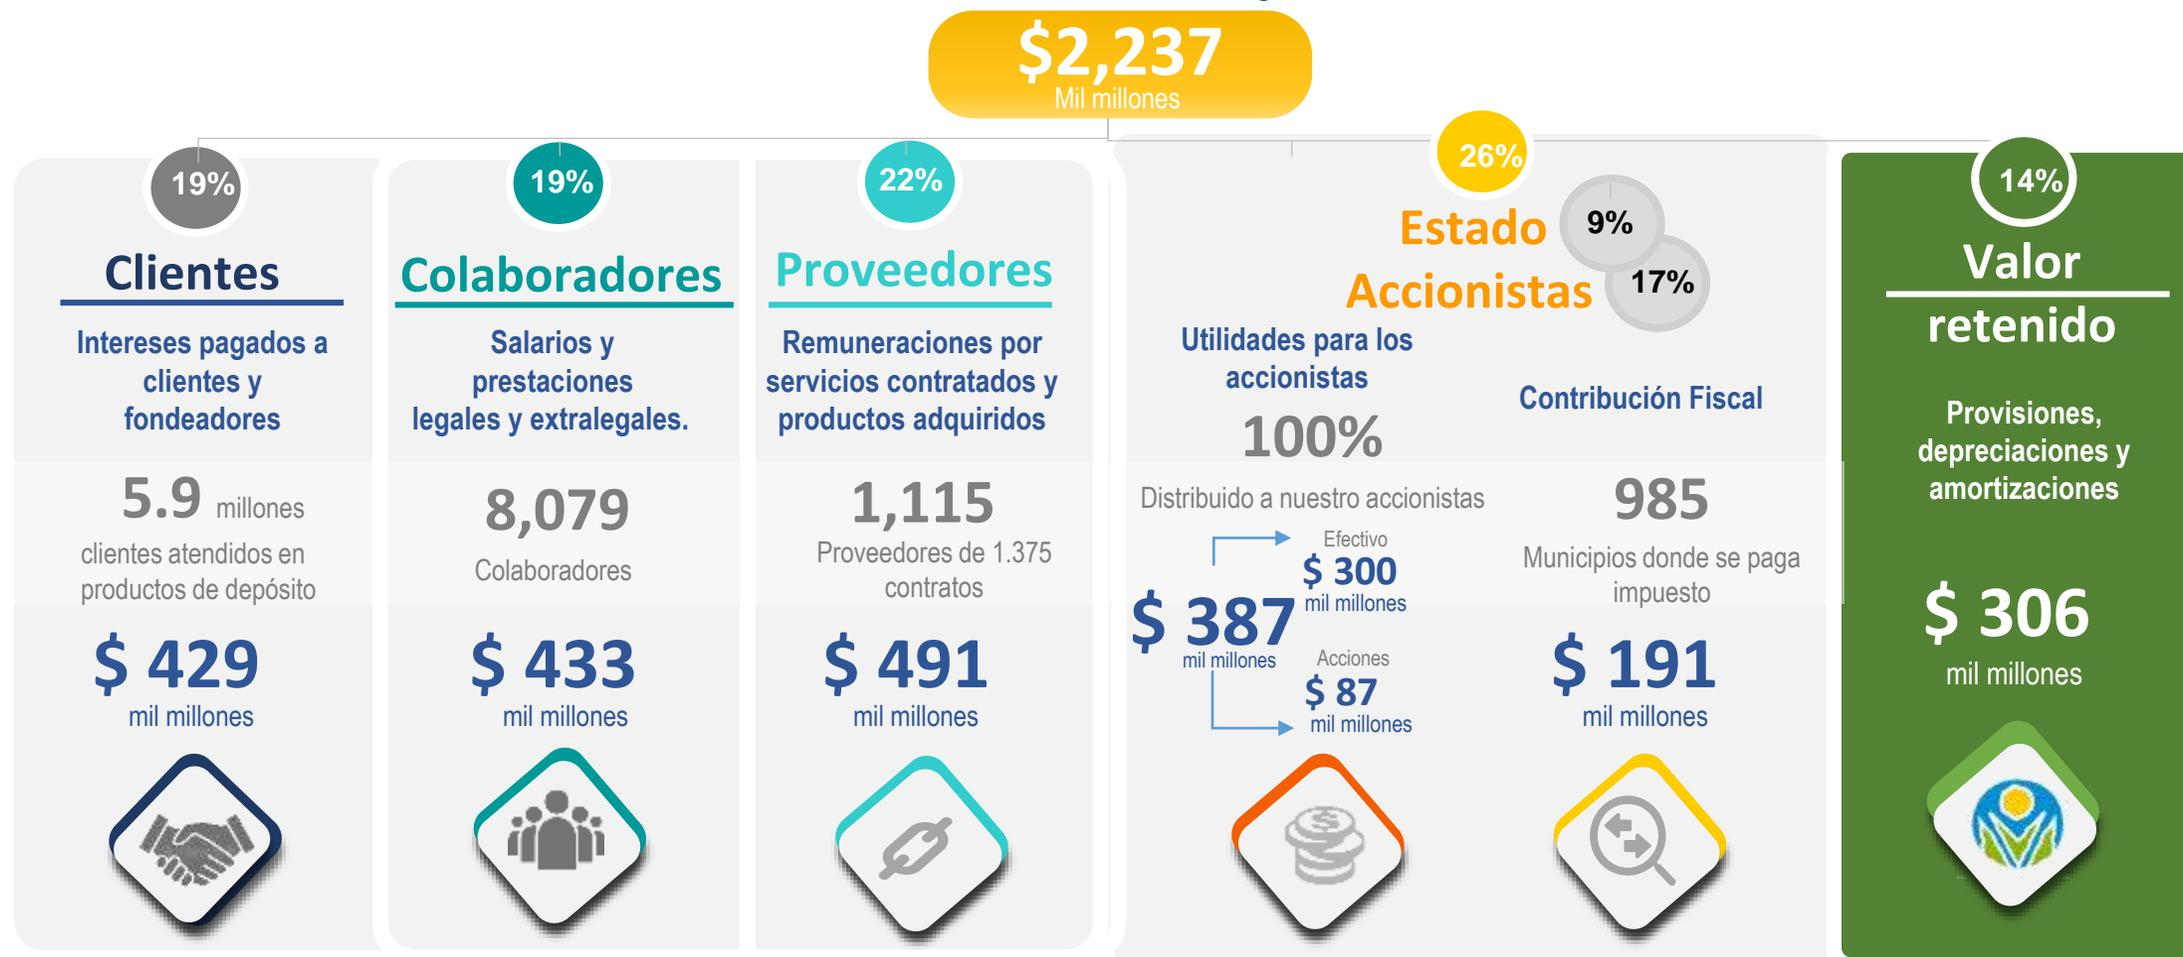 $2,237
Mil millones
19%
Clientes
Intereses pagados a
clientes y
fondeadores
5.9 millones
clientes atendidos en
productos de depósito
$ 429
mil millones
19%
Colaboradores
Salarios y
prestaciones
legales y extralegales.
8,079
Colaboradores
$ 433
mil millones
22%
Proveedores
Remuneraciones por
servicios contratados y
productos adquiridos
1,115
Proveedores de 1.375
contratos
$ 491
mil millones
26%
Estado 9%
Accionistas 17%
Utilidades para los
accionistas
100%
Distribuido a nuestro accionistas
$ 387
mil millones
Efectivo
$ 300
mil millones
Acciones
$ 87
mil millones
Contribución Fiscal
985
Municipios donde se paga
impuesto
$ 191
mil millones
14%
Valor
retenido
Provisiones,
depreciaciones y
amortizaciones
$ 306
mil millones